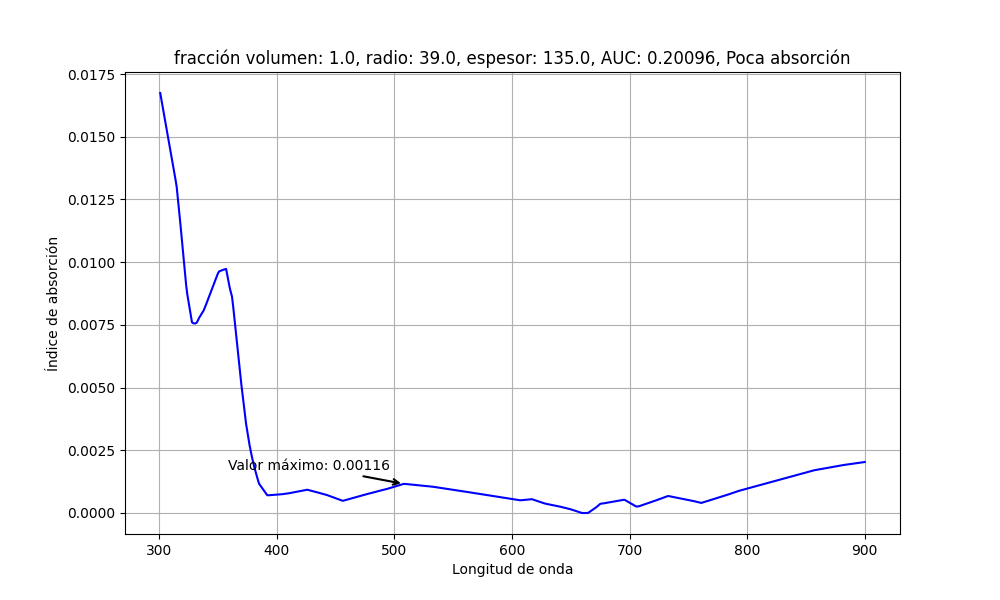 fracción volumen: 1.0, radio: 39.0, espesor: 135.0, AUC: 0.20096, Poca absorción
0.0175
0.0150
0.0125
0.0100
0.0075
0.0050
0.0025
0.0000
Índice de absorción
Valor máximo: 0.00116
300 400 500 600 700 800 900
Longitud de onda